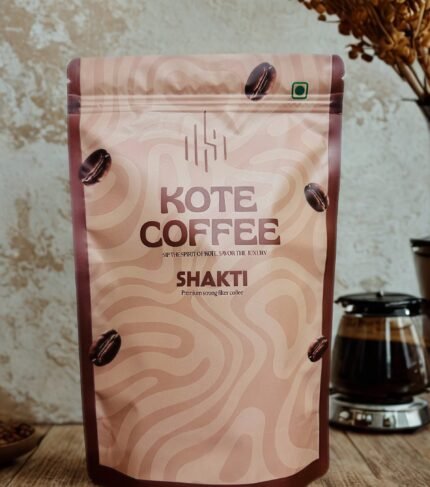 KOTE
COFFEE
SIP THE SPIRIT OF KOTE, SAVOR THE LUXURY
SHAKTI
Premium strong filter coffee